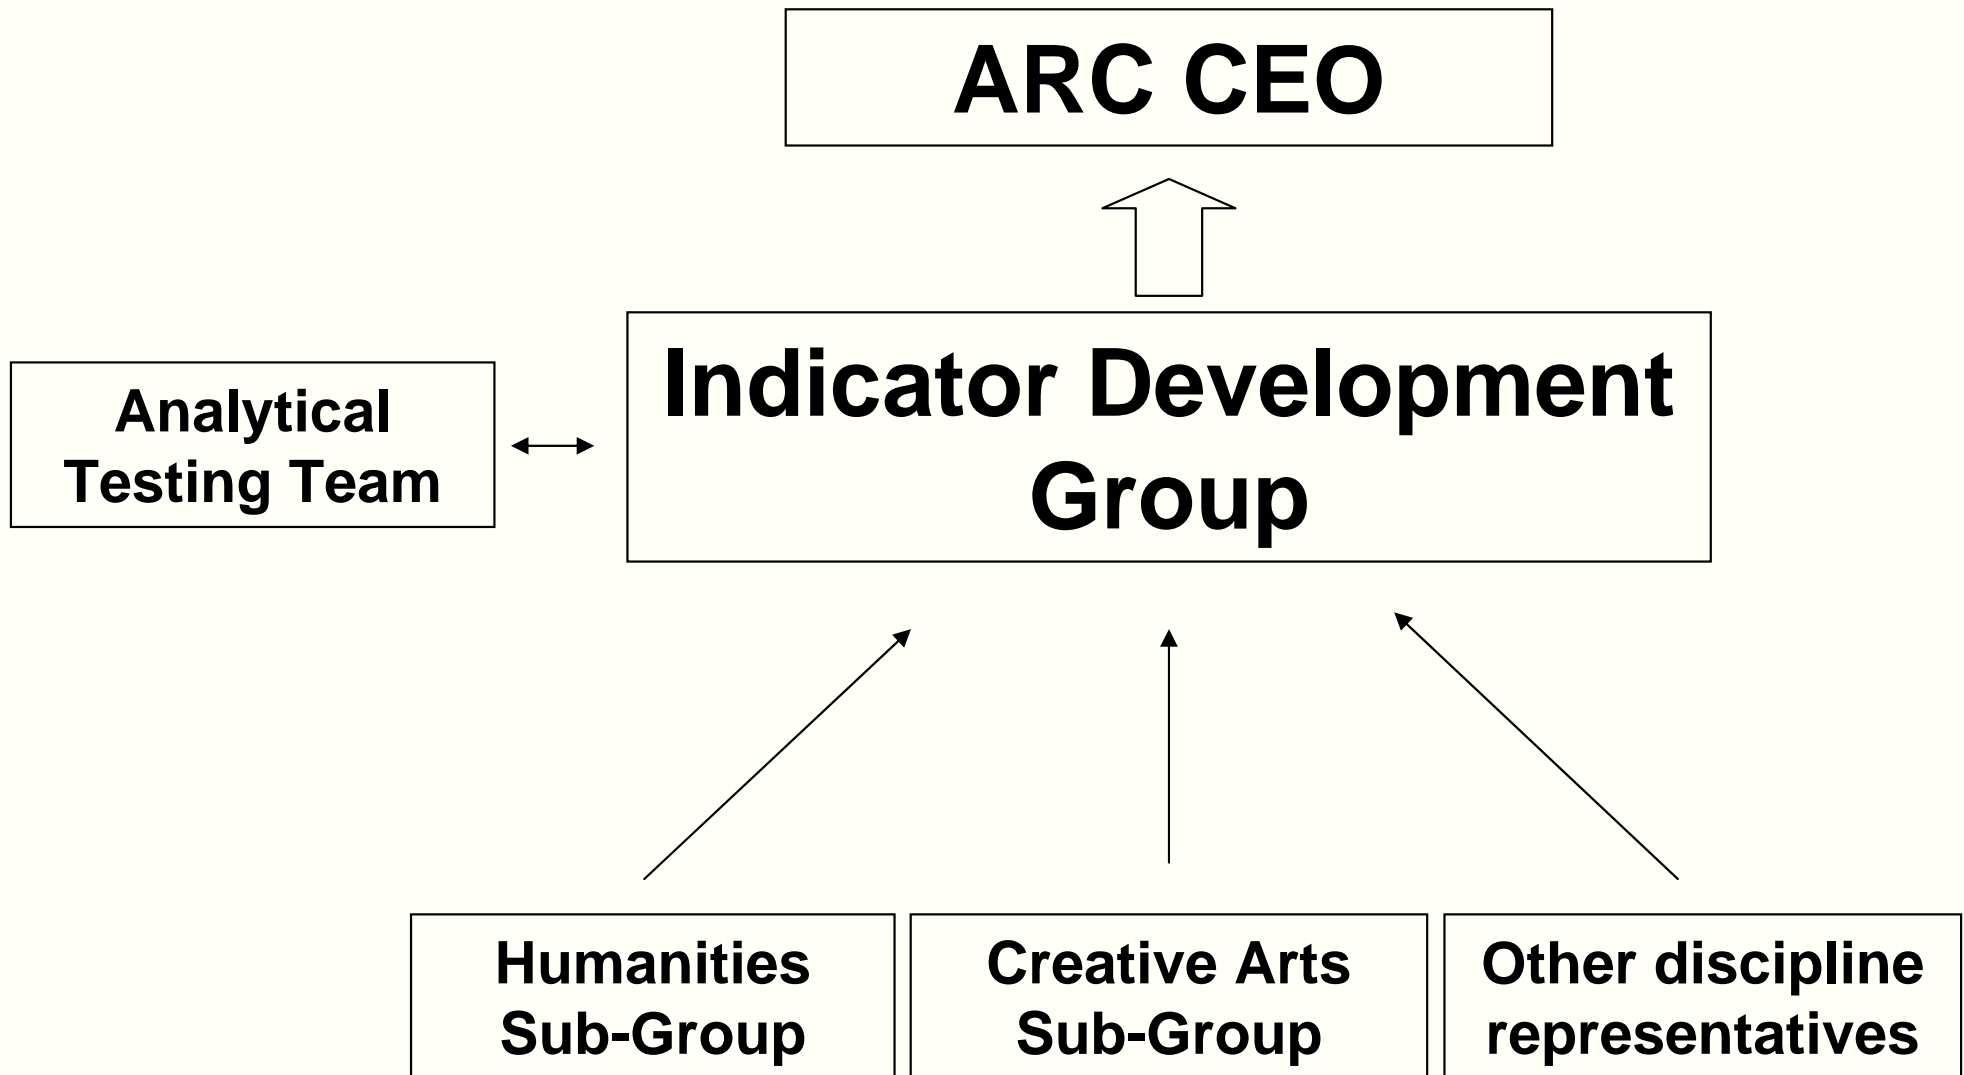 ARC CEO
Indicator Development
Group
Analytical
Testing Team
Humanities
Sub-Group
Creative Arts
Sub-Group
Other discipline
representatives